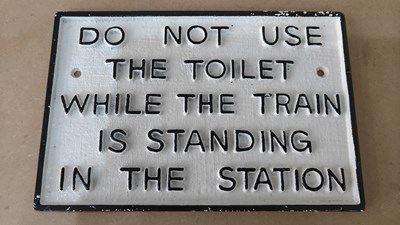 DO NOT USE
THE TOILET
WHILE THE TRAIN
IS STANDING
IN THE STATION